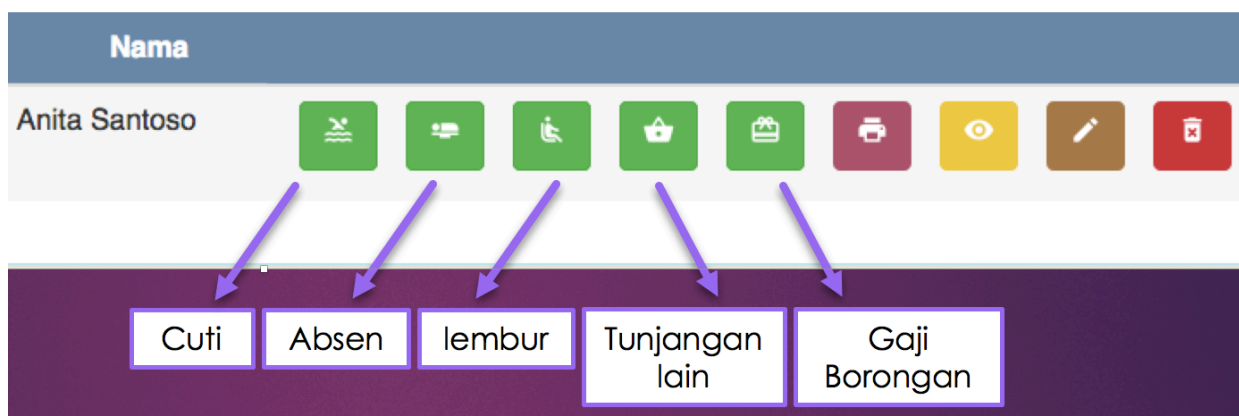 Nama
Anita Santoso
Cuti
Absen
lembur
Tunjangan
lain
Gaji
Borongan